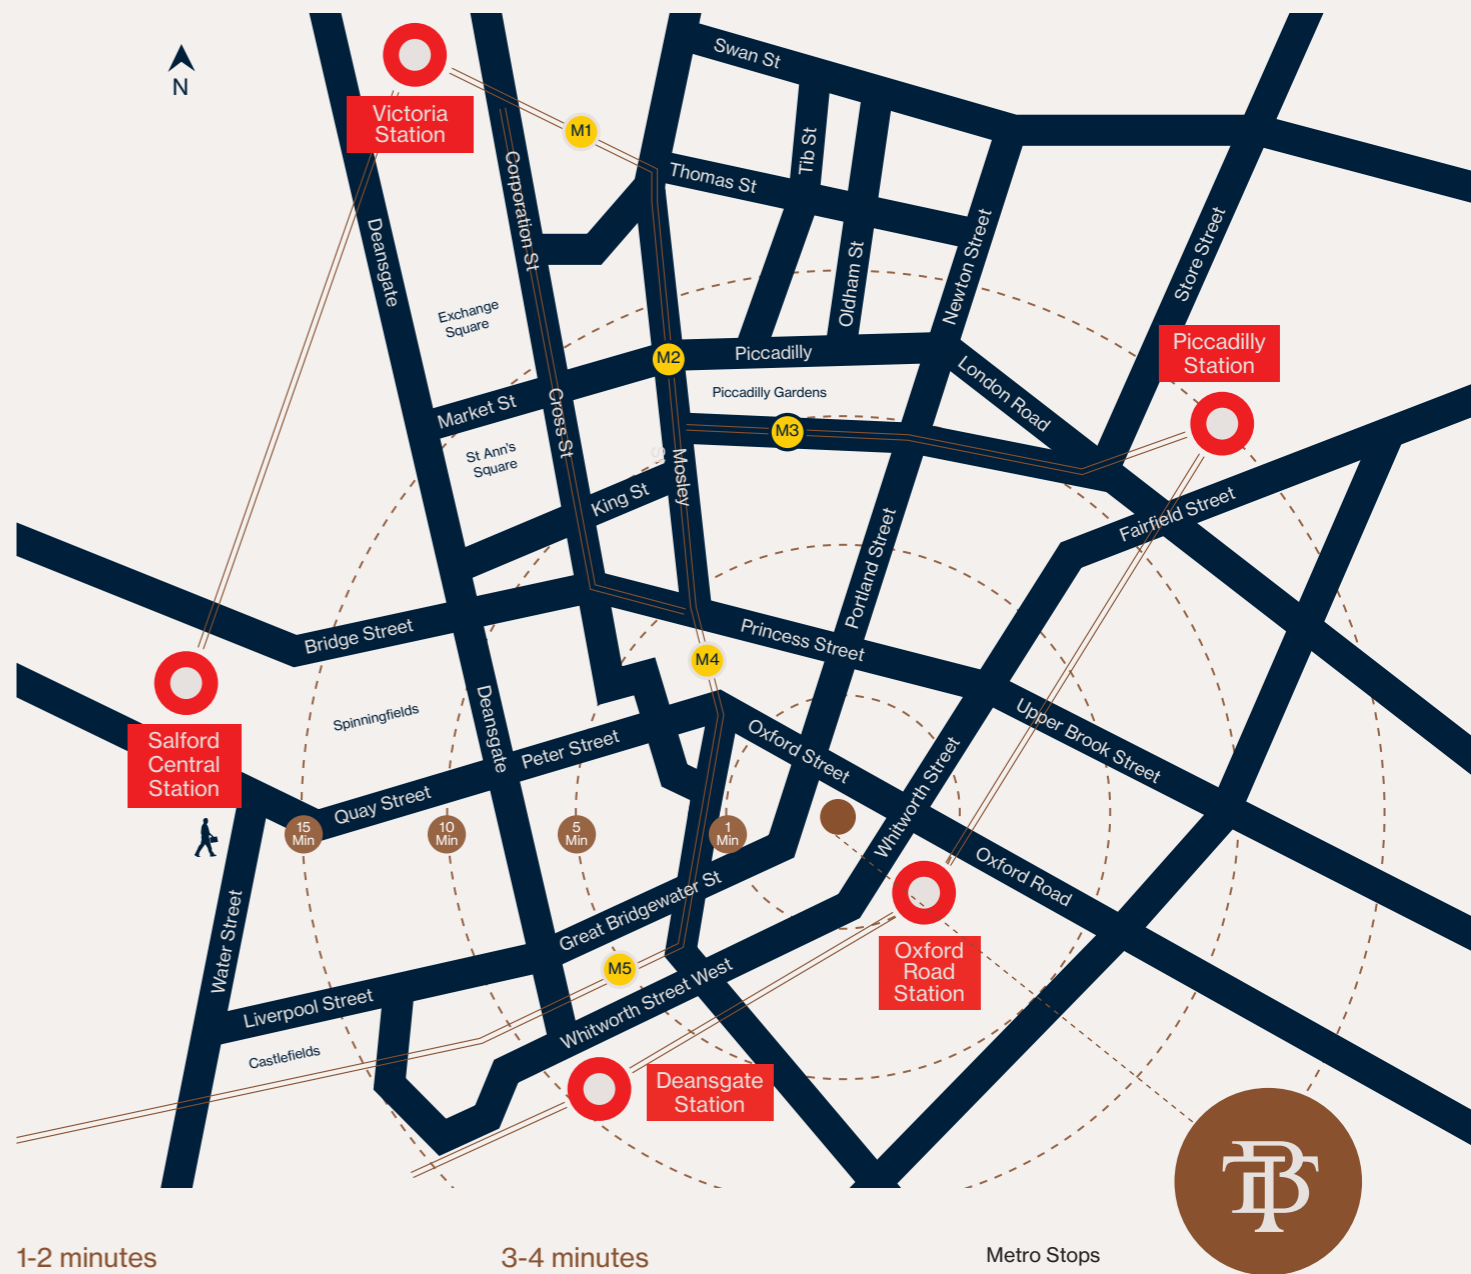 N
Victoria
Station
M1
Swan St
Tib St
Thomas St
Corporation St
Deansgate
Oldham St
Newton Street
Store Street
Exchange
Square
M2
Piccadilly
Piccadilly
Station
London Road
Piccadilly Gardens
Market St
Cross St
M3
St Ann's
Square
Mosley
St
King St
Fairfield Street
Portland Street
Bridge Street
Princess Street
M4
Salford
Central
Station
Spinningfields
Deansgate
Peter Street
Oxford Street
Upper Brook Street
Whitworth Street
Quay Street
15
Min
10
Min
5
Min
1
Min
Oxford Road
Great Bridgewater St
Water Street
M5
Oxford
Road
Station
Whitworth Street West
Liverpool Street
Castlefields
Deansgate
Station
TB
1-2 minutes
3-4 minutes
Metro Stops